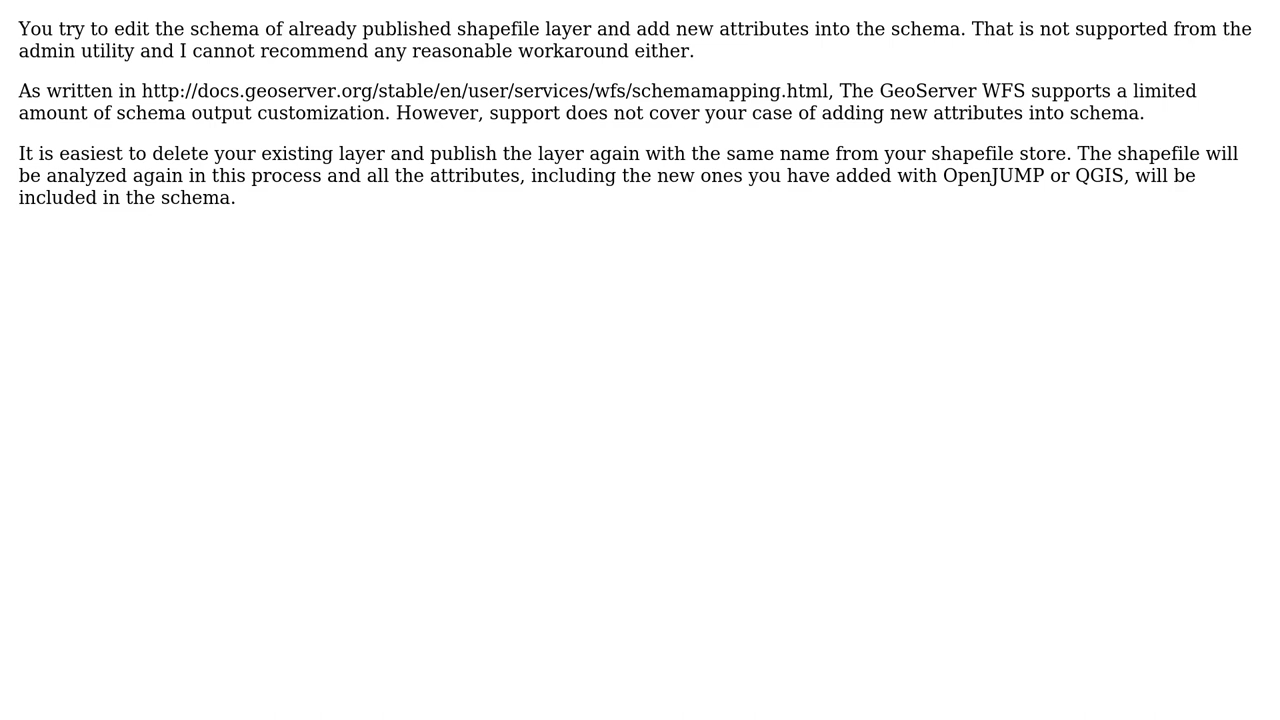 You try to edit the schema of already published shapefile layer and add new attributes into the schema. That is not supported from the
admin utility and I cannot recommend any reasonable workaround either.
As written in http://docs.geoserver.org/stable/en/user/services/wfs/schemamapping.html, The GeoServer WFS supports a limited
amount of schema output customization. However, support does not cover your case of adding new attributes into schema.
It is easiest to delete your existing layer and publish the layer again with the same name from your shapefile store. The shapefile will
be analyzed again in this process and all the attributes, including the new ones you have added with OpenJUMP or QGIS, will be
included in the schema.